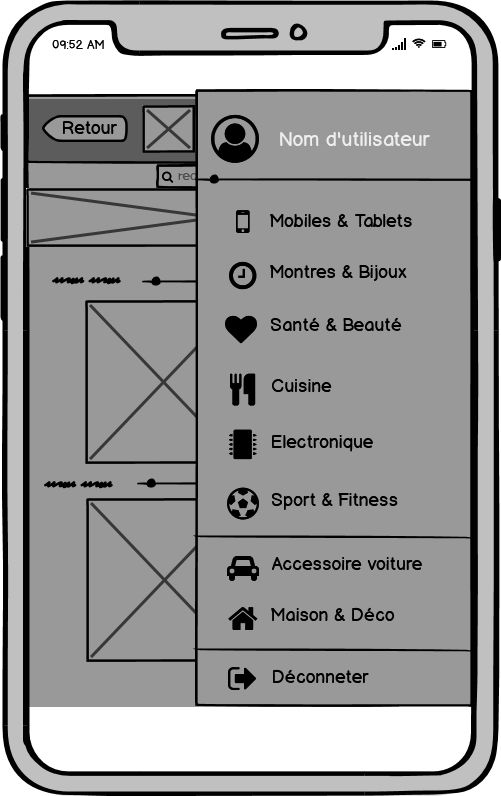 09:52 AM
Retour
Nom d'utilisateur
Mobiles & Tablets
Montres & Bijoux
Santé & Beauté
Cuisine
Electronique
Sport & Fitness
Accessoire voiture
Maison & Déco
Déconneter